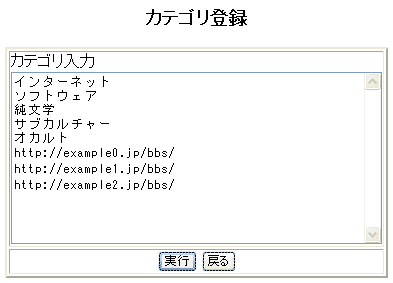 カテゴリ登録
カテゴリ入力
インターネット
ソフトウェア
純文学
サブカルチャー
オカルト
http://example0.jp/bbs/
http://example1.jp/bbs/
http://example2.jp/bbs/
実行 戻る